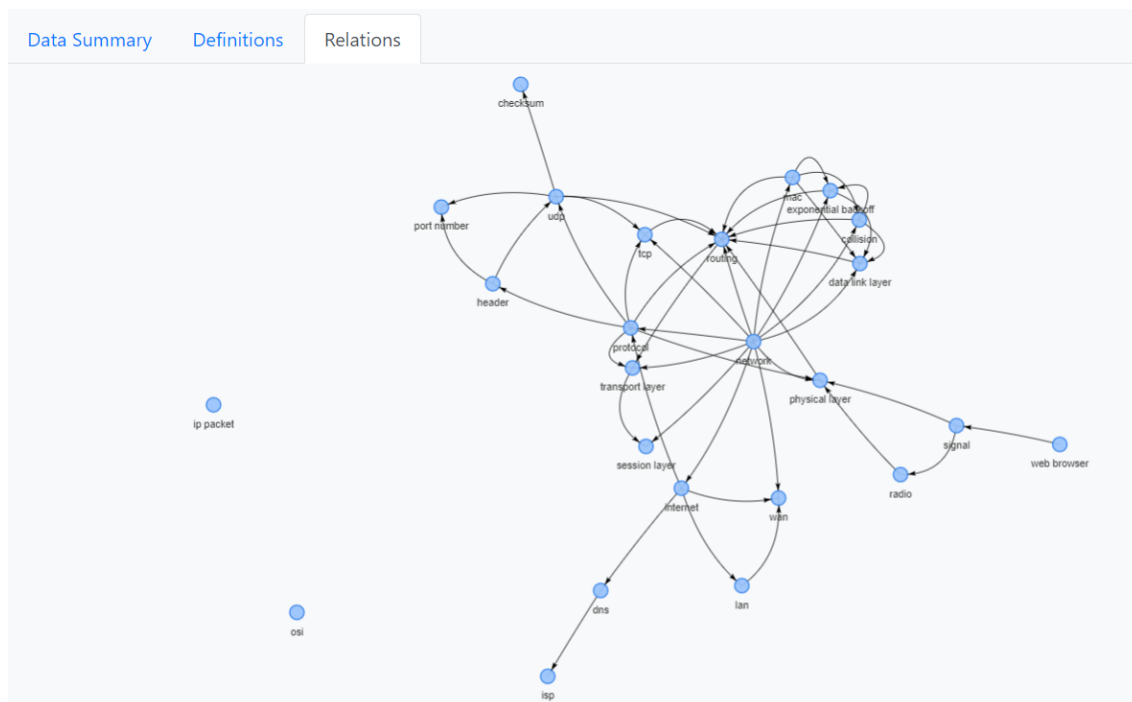 Data Summary Definitions Relations
checksum
mac
exponential backoff
port number
udp
collision
tcp
routing
data link layer
header
protocol
network
transport layer
physical layer
ip packet
signal
session layer
web browser
radio
internet
wan
lan
dns
osi
isp